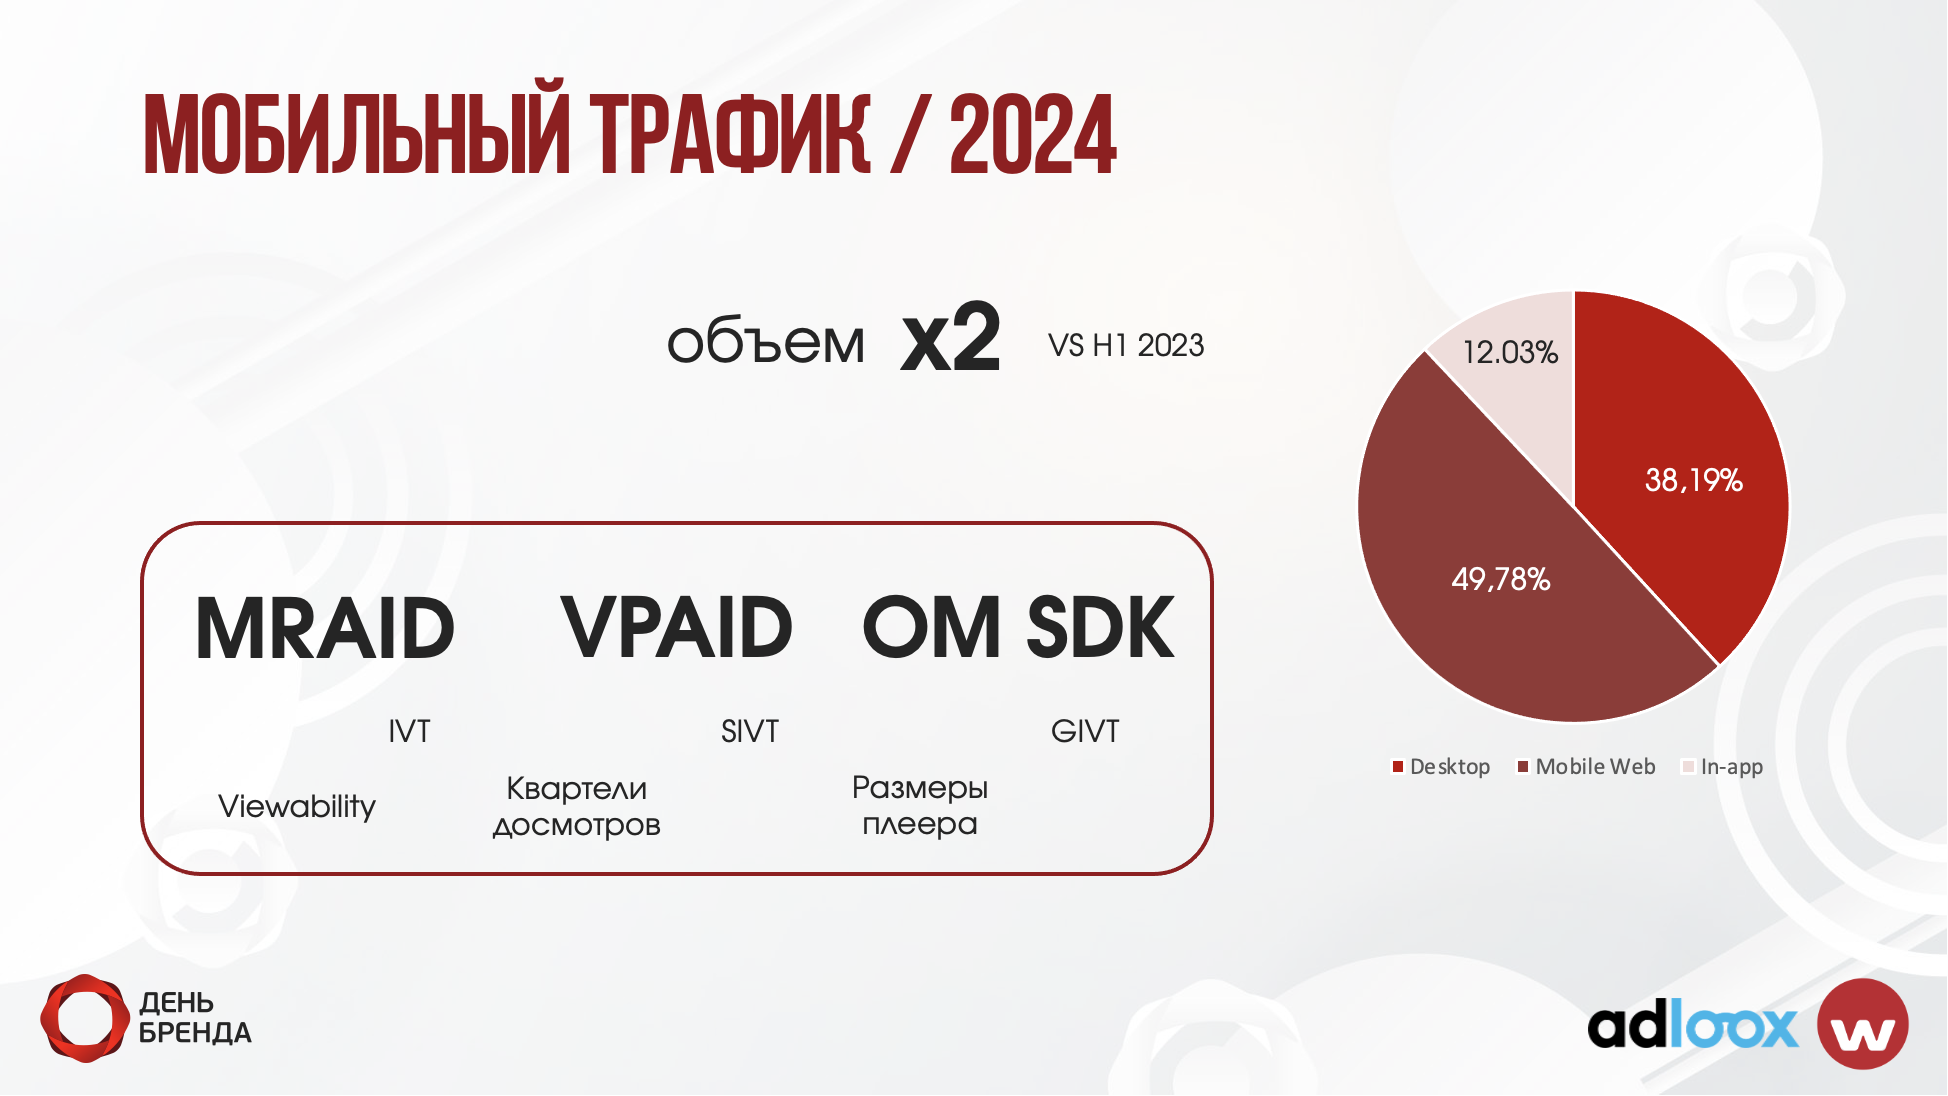 МОБИЛЬНЫЙ ТРАФИК / 2024
объем x2 VS H1 2023
MRAID VPAID OM SDK
IVT SIVT GIVT
Viewability
Квартели
досмотров
Размеры
плеера
12.03%
38,19%
49,78%
Desktop Mobile Web In-app
ДЕНЬ
БРЕНДА
adloox w